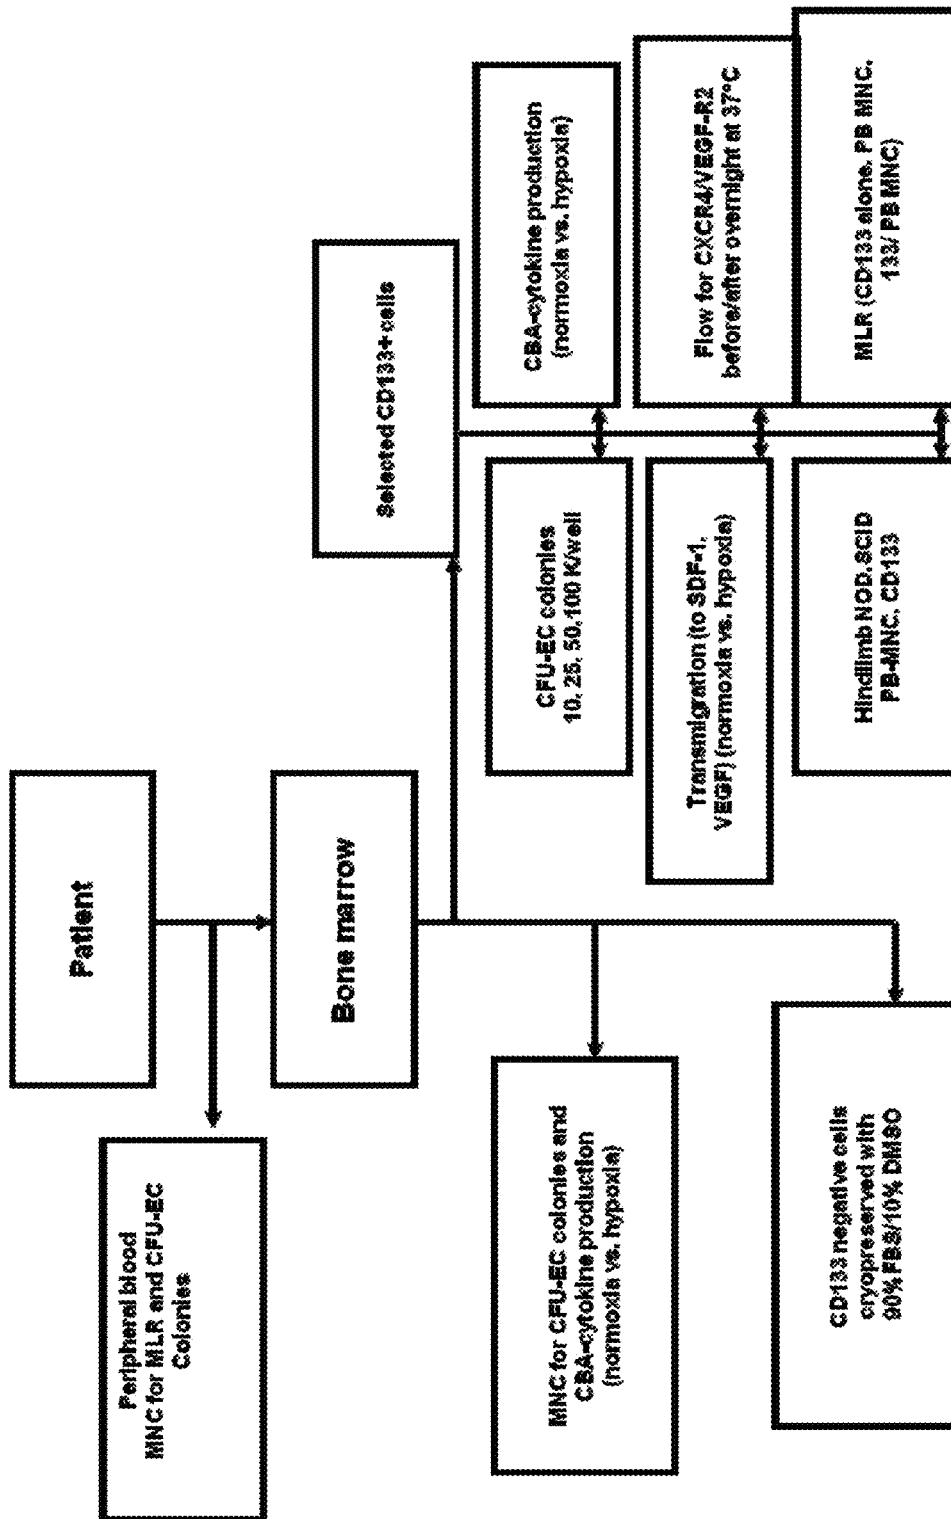 Patient
Peripheral blood
MNC for MLR and CFU-EC
Colonies
Bone marrow
Selected CD133+ cells
MNC for CFU-EC colonies and
CBA-cytokine production
(normoxia vs. hypoxia)
CFU-EC colonies
10, 25, 50,100 K/well
CBA-cytokine production
(normoxia vs. hypoxia)
Transmigration (to SDF-1,
VEGF) (normoxia vs. hypoxia)
Flow for CXCR4/VEGF-R2
before/after overnight at 37°C
CD133 negative cells
cryopreserved with
90% FBS/10% DMSO
Hindlimb NOD.SCID
PB-MNC, CD133
MLR (CD133 alone, PB MNC,
133/ PB MNC)